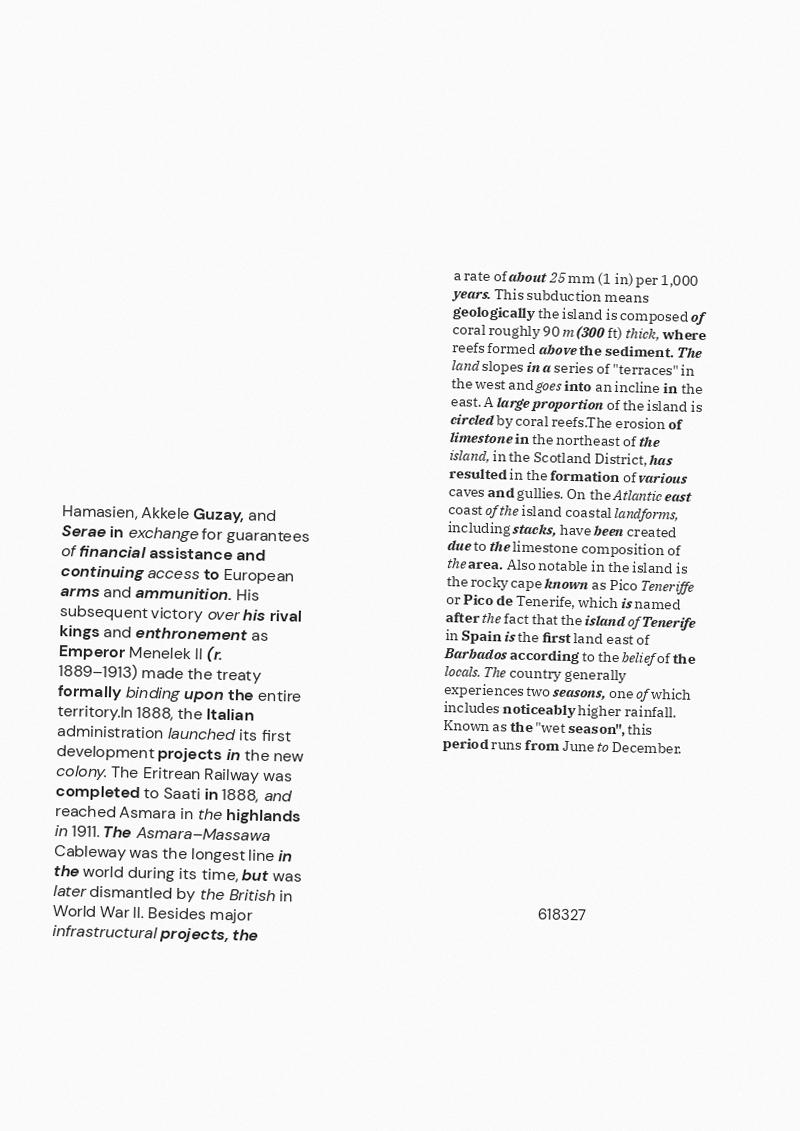 Hamasien, Akkele Guzay, and
Serae in exchange for guarantees
of financial assistance and
continuing access to European
arms and ammunition. His
subsequent victory over his rival
kings and enthronement as
Emperor Menelek II (r.
1889–1913) made the treaty
formally binding upon the entire
territory.In 1888, the Italian
administration launched its first
development projects in the new
colony. The Eritrean Railway was
completed to Saati in 1888, and
reached Asmara in the highlands
in 1911. The Asmara–Massawa
Cableway was the longest line in
the world during its time, but was
later dismantled by the British in
World War II. Besides major
infrastructural projects, the
a rate of about 25 mm (1 in) per 1,000
years. This subduction means
geologically the island is composed of
coral roughly 90 m (300 ft) thick, where
reefs formed above the sediment. The
land slopes in a series of "terraces" in
the west and goes into an incline in the
east. A large proportion of the island is
circled by coral reefs.The erosion of
limestone in the northeast of the
island, in the Scotland District, has
resulted in the formation of various
caves and gullies. On the Atlantic east
coast of the island coastal landforms,
including stacks, have been created
due to the limestone composition of
the area. Also notable in the island is
the rocky cape known as Pico Teneriffe
or Pico de Tenerife, which is named
after the fact that the island of Tenerife
in Spain is the first land east of
Barbados according to the belief of the
locals. The country generally
experiences two seasons, one of which
includes noticeably higher rainfall.
Known as the "wet season", this
period runs from June to December.
618327